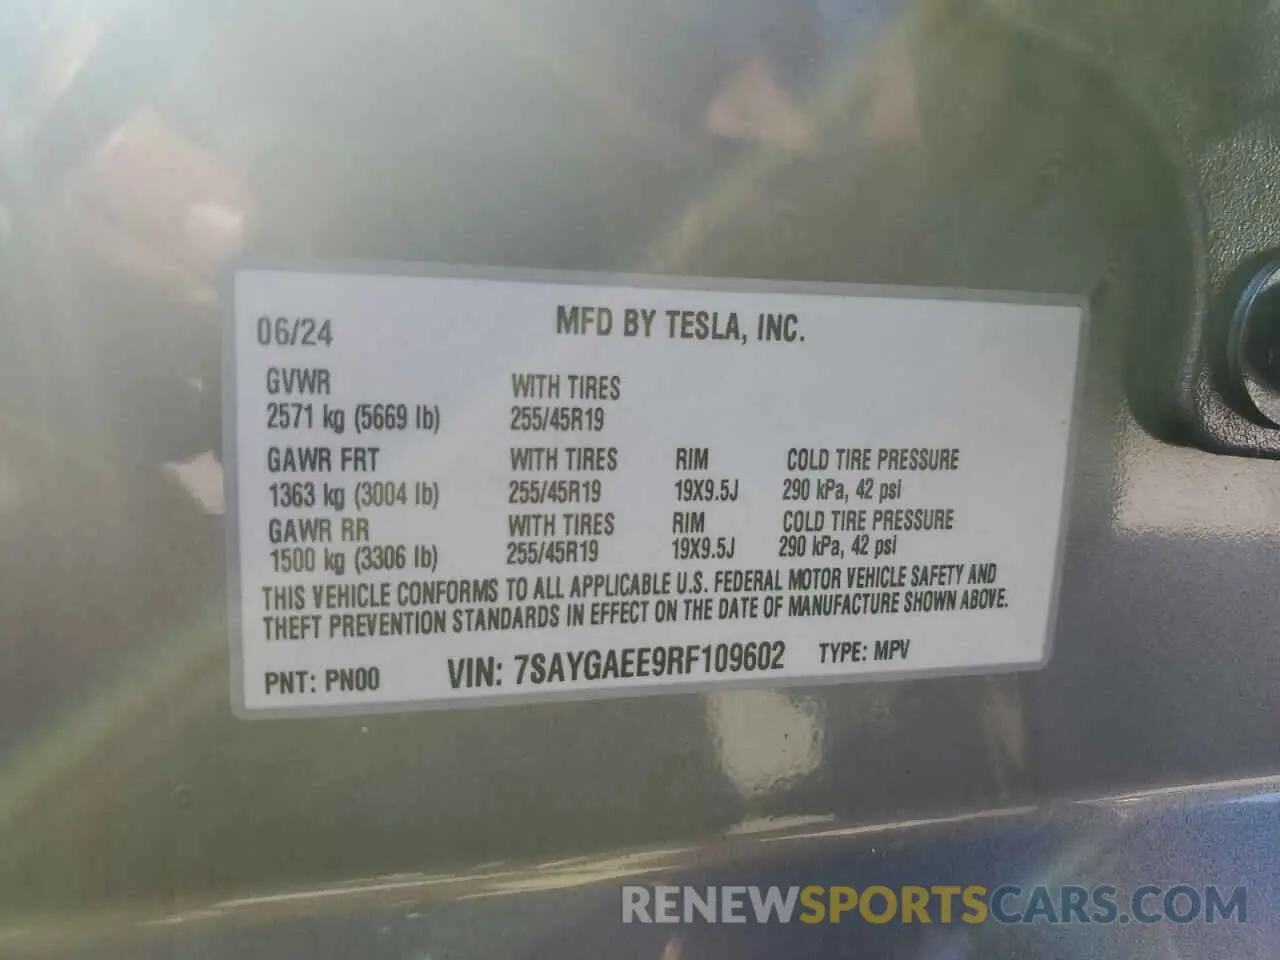 06/24 MFD BY TESLA, INC.
GVWR WITH TIRES
2571 kg (5669 lb) 255/45R19
GAWR FRT WITH TIRES RIM COLD TIRE PRESSURE
1363 kg (3004 lb) 255/45R19 19X9.5J 290 kPa, 42 psi
GAWR RR WITH TIRES RIM COLD TIRE PRESSURE
1500 kg (3306 lb) 255/45R19 19X9.5J 290 kPa, 42 psi
THIS VEHICLE CONFORMS TO ALL APPLICABLE U.S. FEDERAL MOTOR VEHICLE SAFETY AND
THEFT PREVENTION STANDARDS IN EFFECT ON THE DATE OF MANUFACTURE SHOWN ABOVE.
PNT: PN00 VIN: 7SAYGAEE9RF109602 TYPE: MPV
RENEWSPORTSCARS.COM